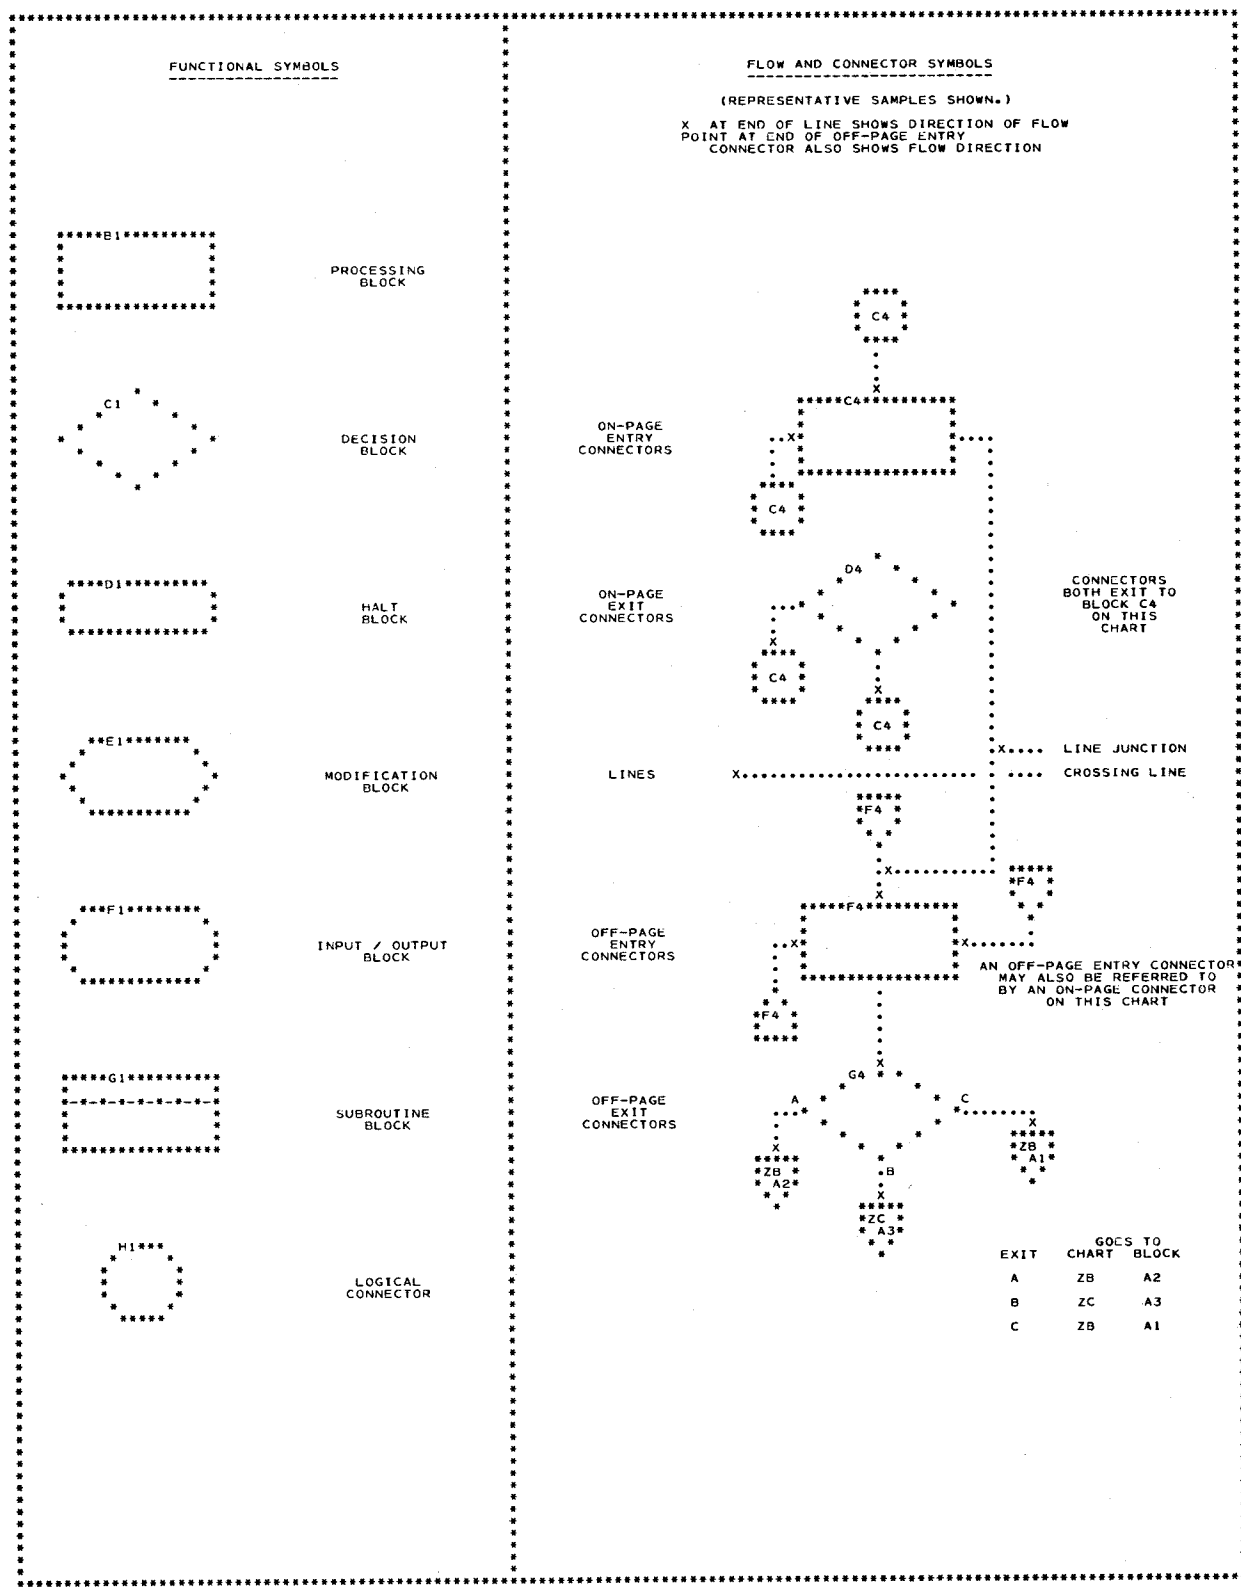 FUNCTIONAL SYMBOLS
B1
PROCESSING
BLOCK
C1
DECISION
BLOCK
D1
HALT
BLOCK
E1
MODIFICATION
BLOCK
F1
INPUT / OUTPUT
BLOCK
G1
SUBROUTINE
BLOCK
H1
LOGICAL
CONNECTOR
FLOW AND CONNECTOR SYMBOLS
(REPRESENTATIVE SAMPLES SHOWN.)
X AT END OF LINE SHOWS DIRECTION OF FLOW
POINT AT END OF OFF-PAGE ENTRY
CONNECTOR ALSO SHOWS FLOW DIRECTION
C4
X
C4
ON-PAGE
ENTRY
CONNECTORS
X
C4
D4
ON-PAGE
EXIT
CONNECTORS
CONNECTORS
BOTH EXIT TO
BLOCK C4
ON THIS
CHART
X
C4
X
C4
X
LINE JUNCTION
LINES
X
CROSSING LINE
F4
X
F4
X
F4
OFF-PAGE
ENTRY
CONNECTORS
X
X
AN OFF-PAGE ENTRY CONNECTOR
MAY ALSO BE REFERRED TO
BY AN ON-PAGE CONNECTOR
ON THIS CHART
F4
X
G4
OFF-PAGE
EXIT
CONNECTORS
A
C
X
X
ZB
A1
ZB
A2
B
X
ZC
A3
GOES TO
EXIT CHART BLOCK
A ZB A2
B ZC A3
C ZB A1